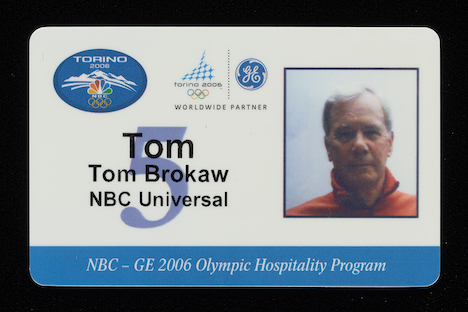 TORINO
2006
NBC
torino 2006
GE
WORLDWIDE PARTNER
5
Tom
Tom Brokaw
NBC Universal
NBC – GE 2006 Olympic Hospitality Program